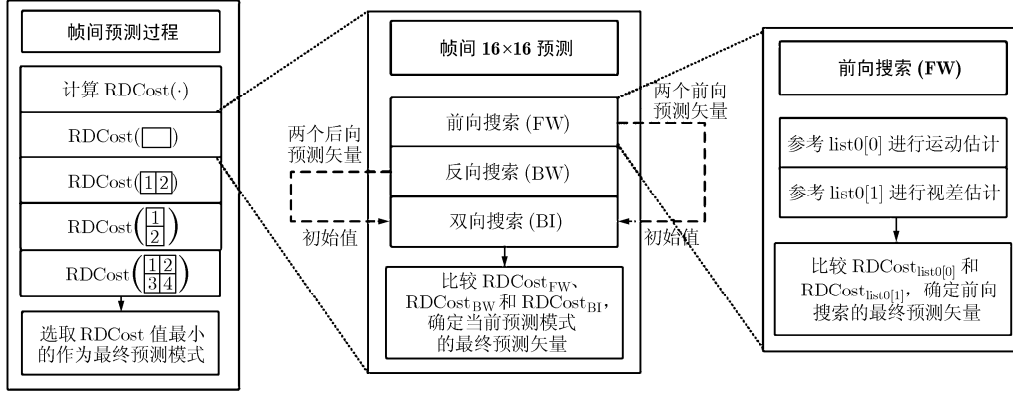 帧间预测过程
计算 RDCost(·)
RDCost( )
RDCost(1 2)
RDCost(1
2)
RDCost(1 2
3 4)
选取 RDCost 值最小
的作为最终预测模式
帧间 16×16 预测
前向搜索 (FW)
反向搜索 (BW)
双向搜索 (BI)
两个后向
预测矢量
初始值
两个前向
预测矢量
初始值
比较 RDCost_FW、
RDCost_BW 和 RDCost_BI,
确定当前预测模式
的最终预测矢量
前向搜索 (FW)
参考 list0[0] 进行运动估计
参考 list0[1] 进行视差估计
比较 RDCost_list0[0] 和
RDCost_list0[1], 确定前向
搜索的最终预测矢量